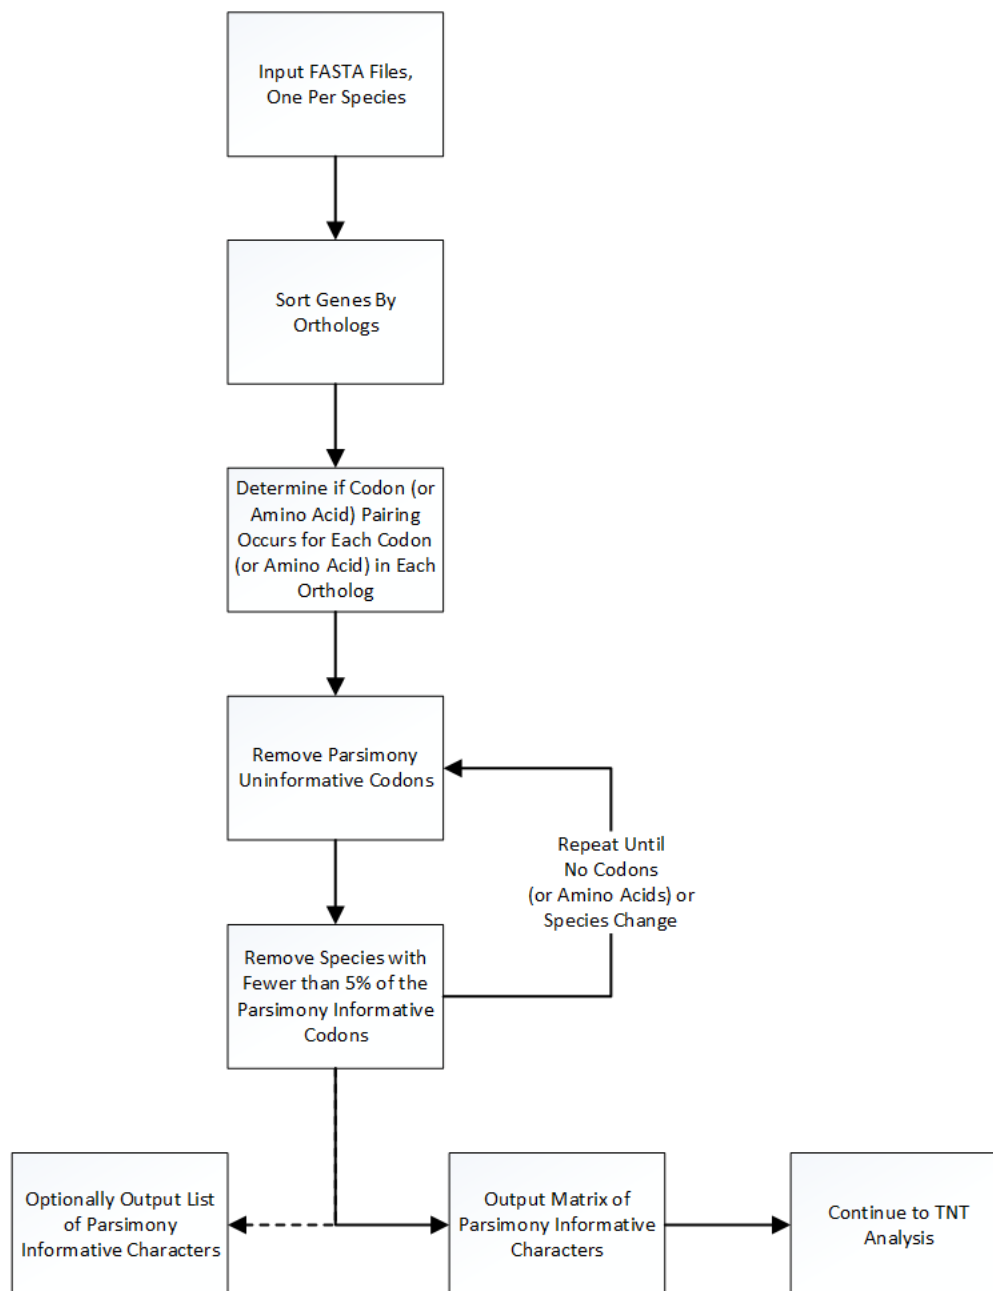 Input FASTA Files,
One Per Species
Sort Genes By
Orthologs
Determine if Codon (or
Amino Acid) Pairing
Occurs for Each Codon
(or Amino Acid) in Each
Ortholog
Remove Parsimony
Uninformative Codons
Repeat Until
No Codons
(or Amino Acids) or
Species Change
Remove Species with
Fewer than 5% of the
Parsimony Informative
Codons
Optionally Output List
of Parsimony
Informative Characters
Output Matrix of
Parsimony Informative
Characters
Continue to TNT
Analysis